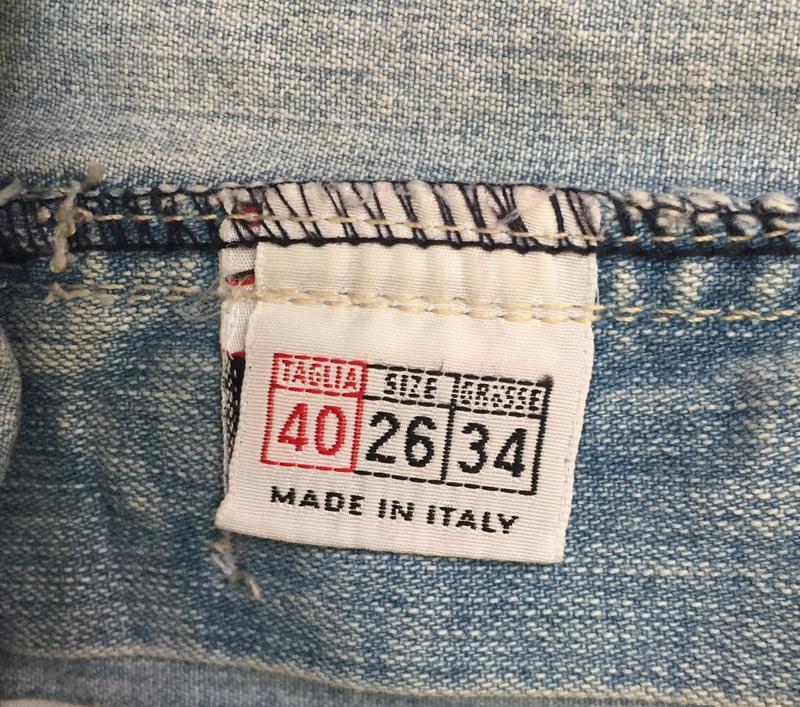 TAGLIA SIZE GRÖSSE
40 26 34
MADE IN ITALY